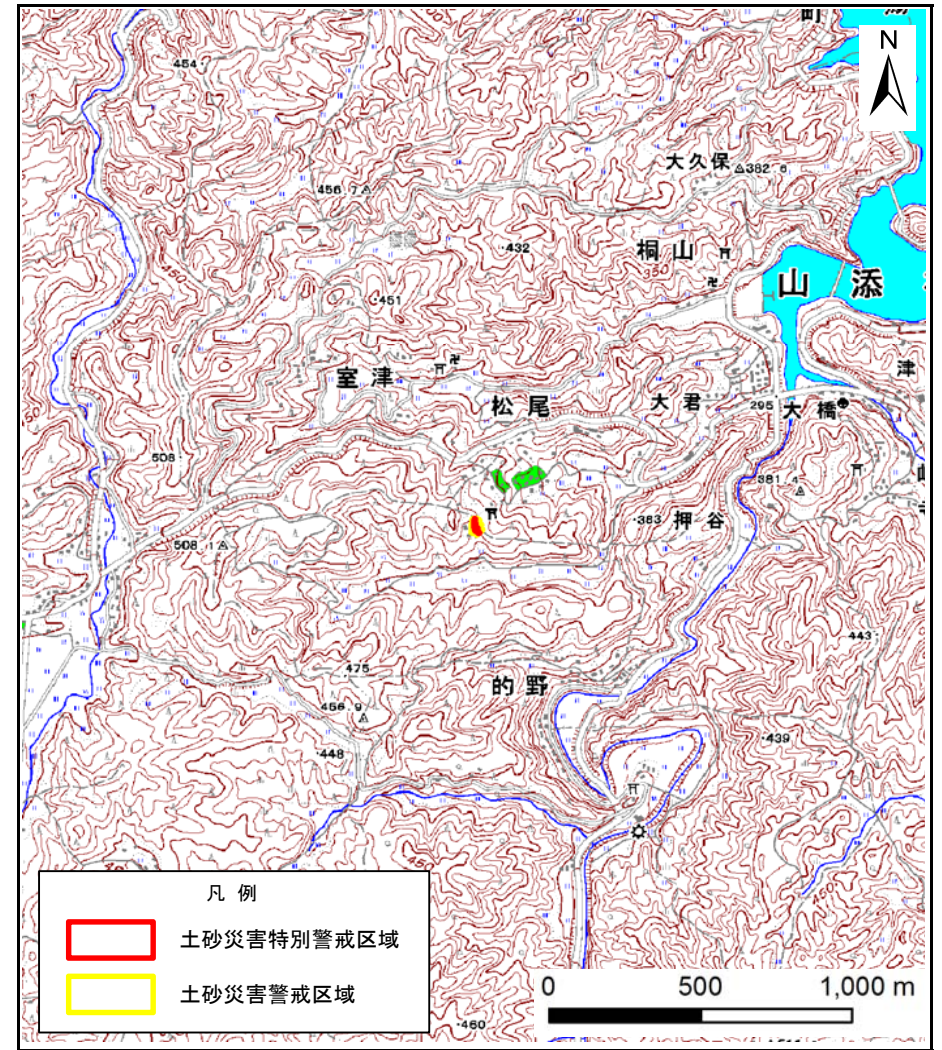 町
N
454
大久保
382.6
456.7
432
桐山
350
450
451
山添
室津
津
松尾
大君
295
大橋
508
381.4
383
押谷
508.1
443
475
的野
456.9
439
448
凡 例
土砂災害特別警戒区域
土砂災害警戒区域
0 500 1,000 m
460